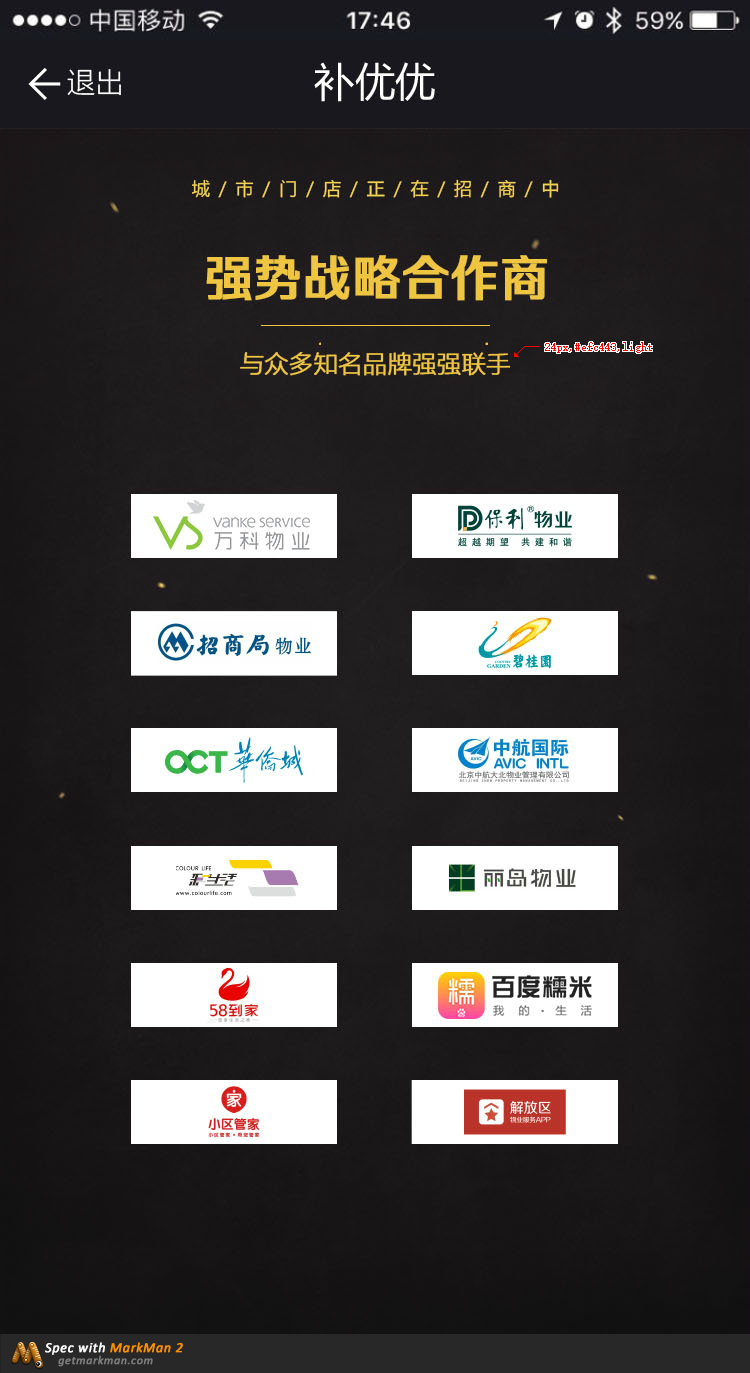 中国移动 17:46 59%
退出 补优优
城/市/门/店/正/在/招/商/中
强势战略合作商
与众多知名品牌强强联手 24px,#efc443,light
VS vanke service
万科物业
保利®物业
超越期望 共建和谐
招商局物业
COUNTRY GARDEN 碧桂园
OCT 華僑城
中航国际
AVIC AVIC INTL
北京中航大北物业管理有限公司
COLOUR LIFE
彩生活
www.colourlife.com
丽岛物业
58到家
糯 百度糯米
我的·生活
家
小区管家
解放区
物业服务APP
Spec with MarkMan 2
getmarkman.com